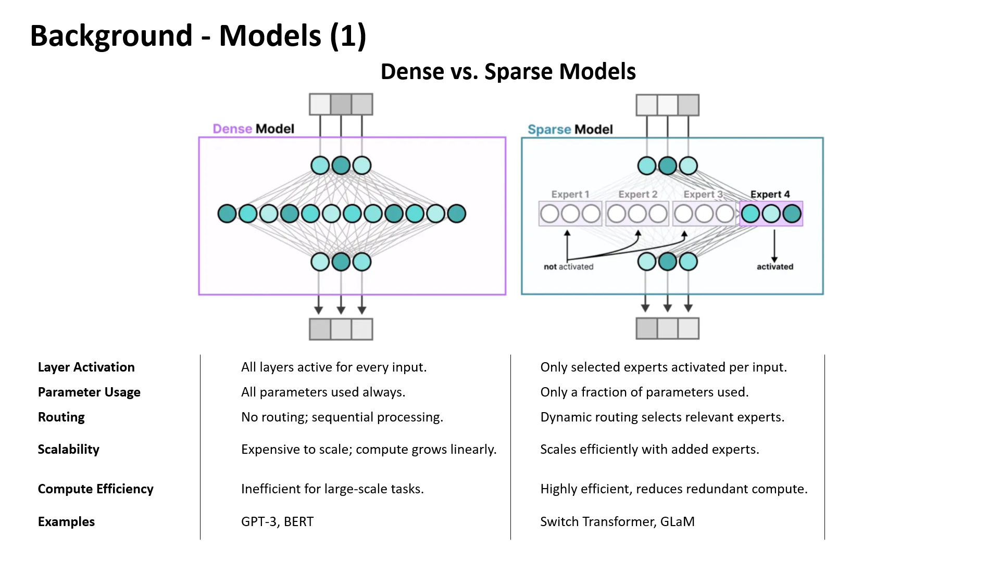 Background - Models (1)
Dense vs. Sparse Models
Dense Model
Sparse Model
Expert 1
Expert 2
Expert 3
Expert 4
not activated
activated
Layer Activation
All layers active for every input.
Only selected experts activated per input.
Parameter Usage
All parameters used always.
Only a fraction of parameters used.
Routing
No routing; sequential processing.
Dynamic routing selects relevant experts.
Scalability
Expensive to scale; compute grows linearly.
Scales efficiently with added experts.
Compute Efficiency
Inefficient for large-scale tasks.
Highly efficient, reduces redundant compute.
Examples
GPT-3, BERT
Switch Transformer, GLaM